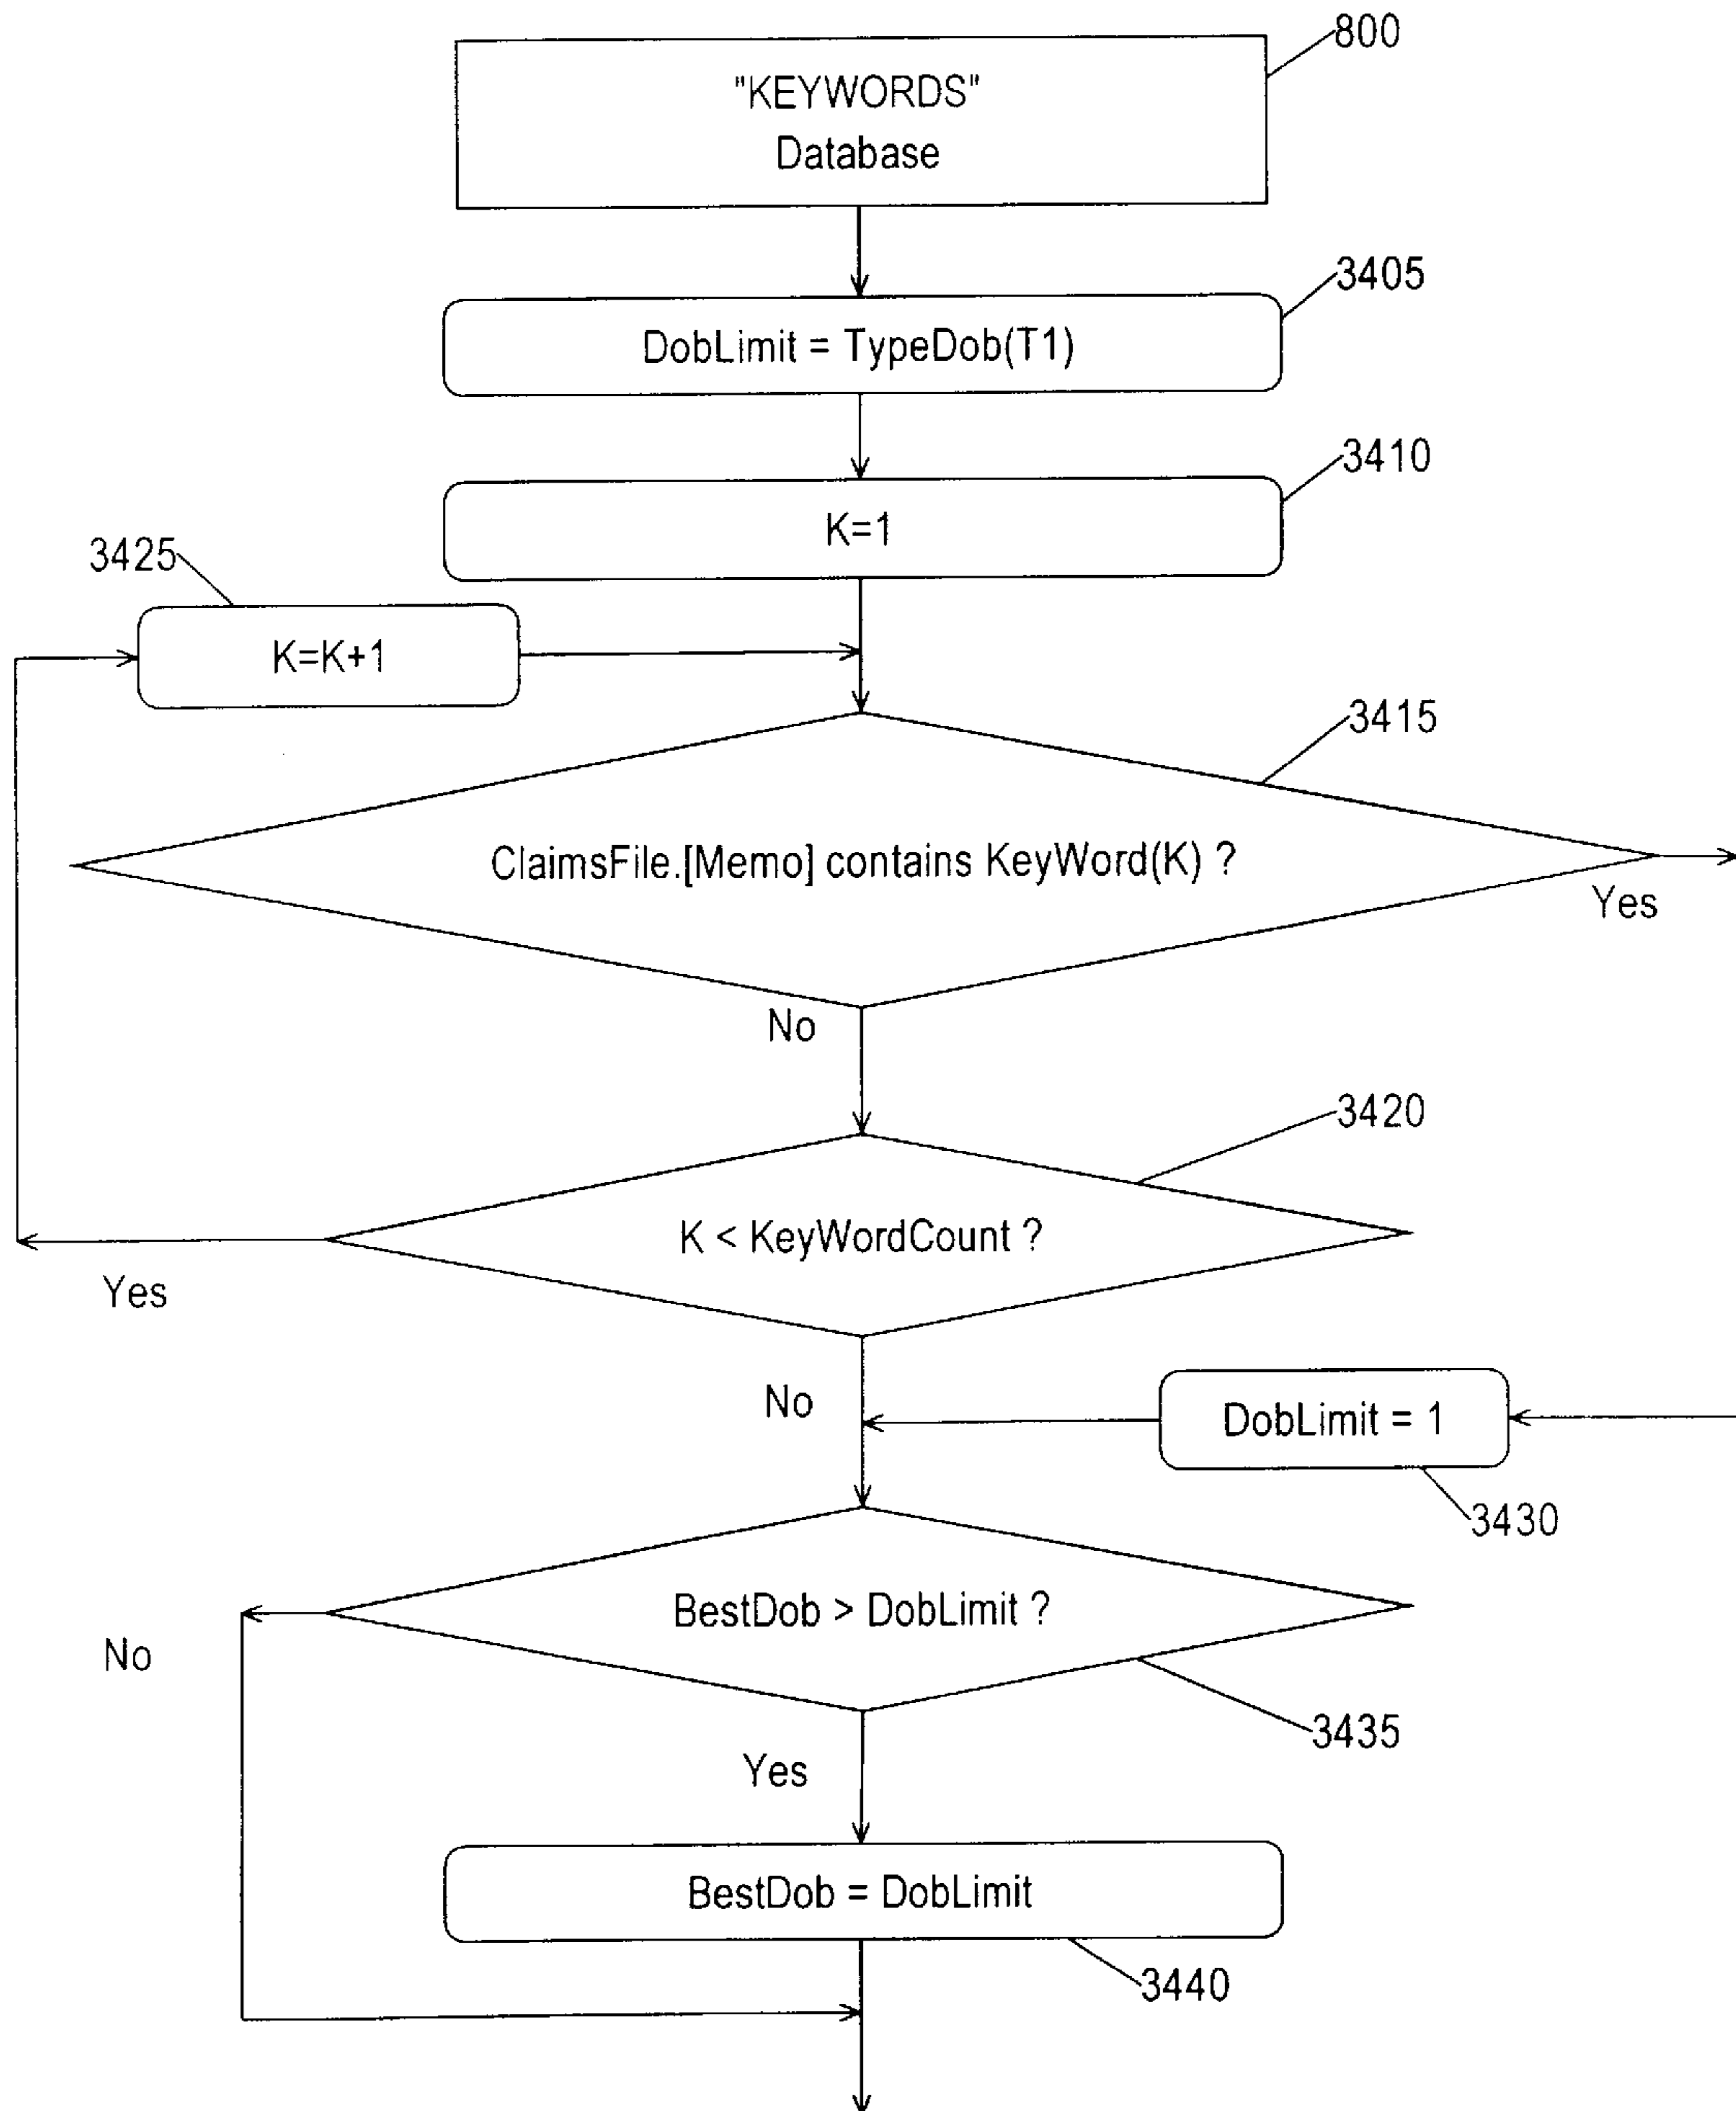 800
"KEYWORDS"
Database
3405
DobLimit = TypeDob(T1)
3410
K=1
3425
K=K+1
3415
ClaimsFile.[Memo] contains KeyWord(K) ?
Yes
No
3420
K < KeyWordCount ?
Yes
No
DobLimit = 1
3430
BestDob > DobLimit ?
No
3435
Yes
BestDob = DobLimit
3440